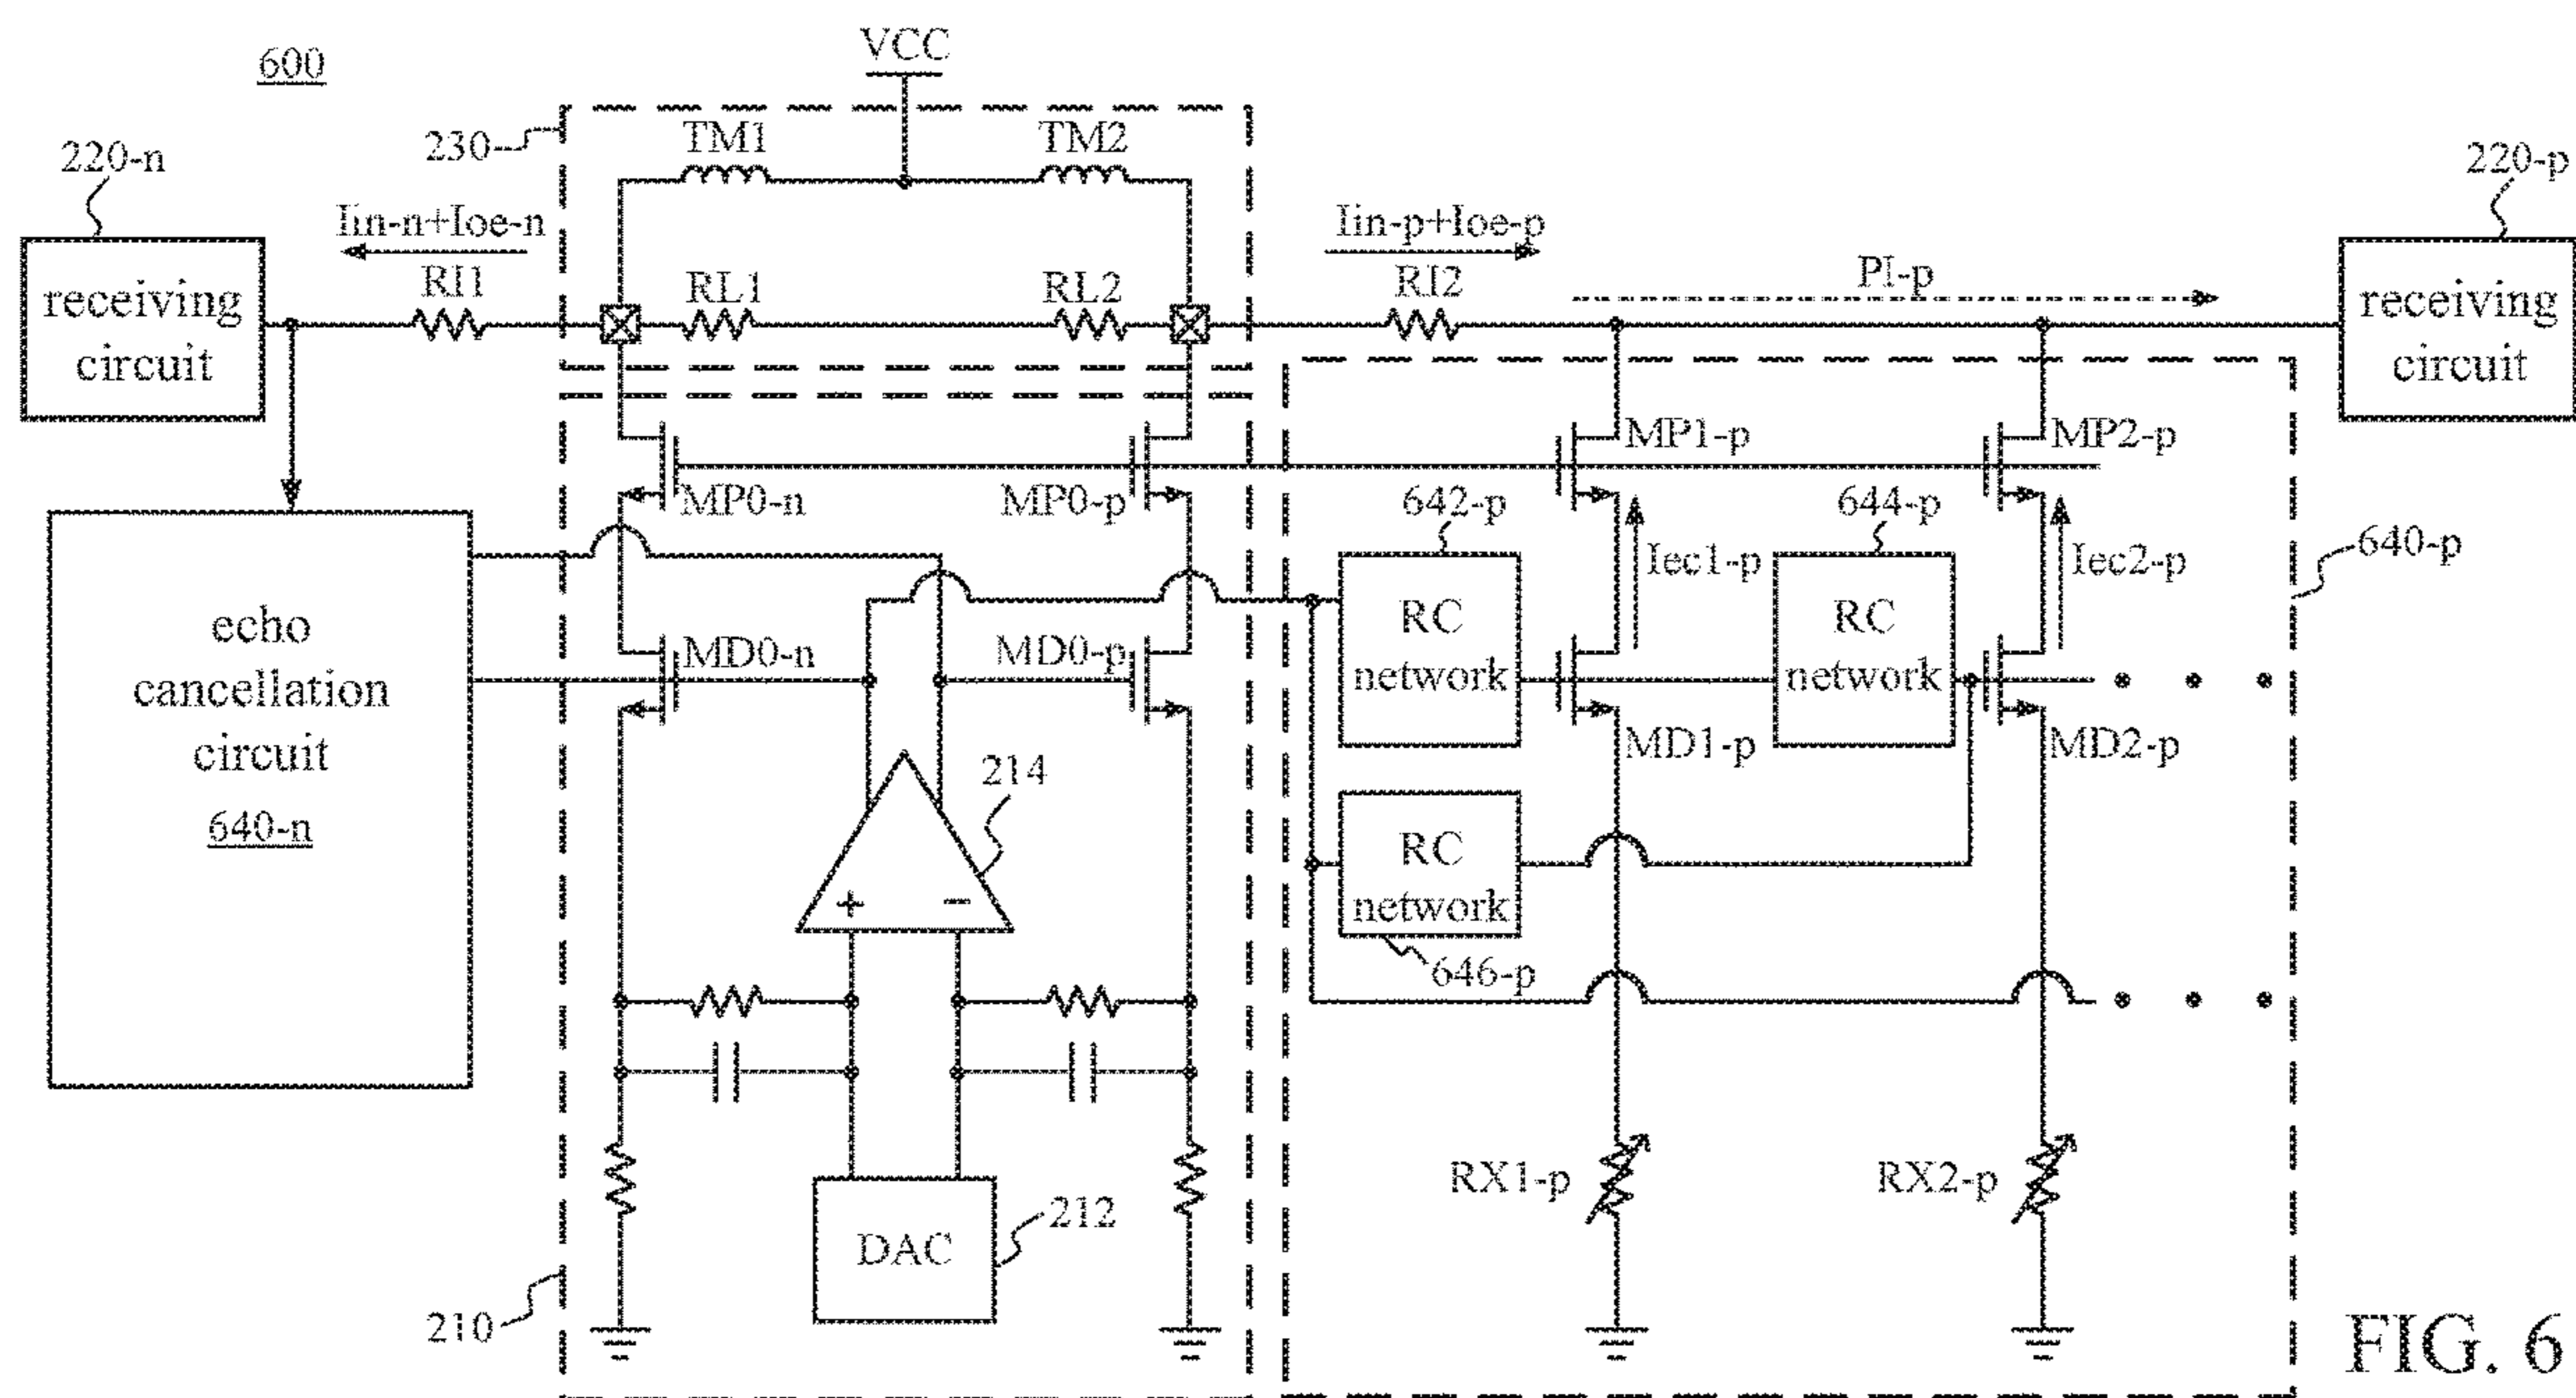 600
VCC
230
TM1
TM2
220-n
220-p
Iin-n+Ioe-n
Iin-p+Ioe-p
receiving
circuit
RI1
RL1
RL2
RI2
PI-p
receiving
circuit
MP0-n
MP0-p
MP1-p
MP2-p
642-p
644-p
640-p
Iec1-p
Iec2-p
echo
cancellation
circuit
640-n
MD0-n
MD0-p
RC
network
RC
network
MD1-p
MD2-p
214
+
−
RC
network
646-p
• • •
• • •
DAC
212
RX1-p
RX2-p
210
FIG. 6